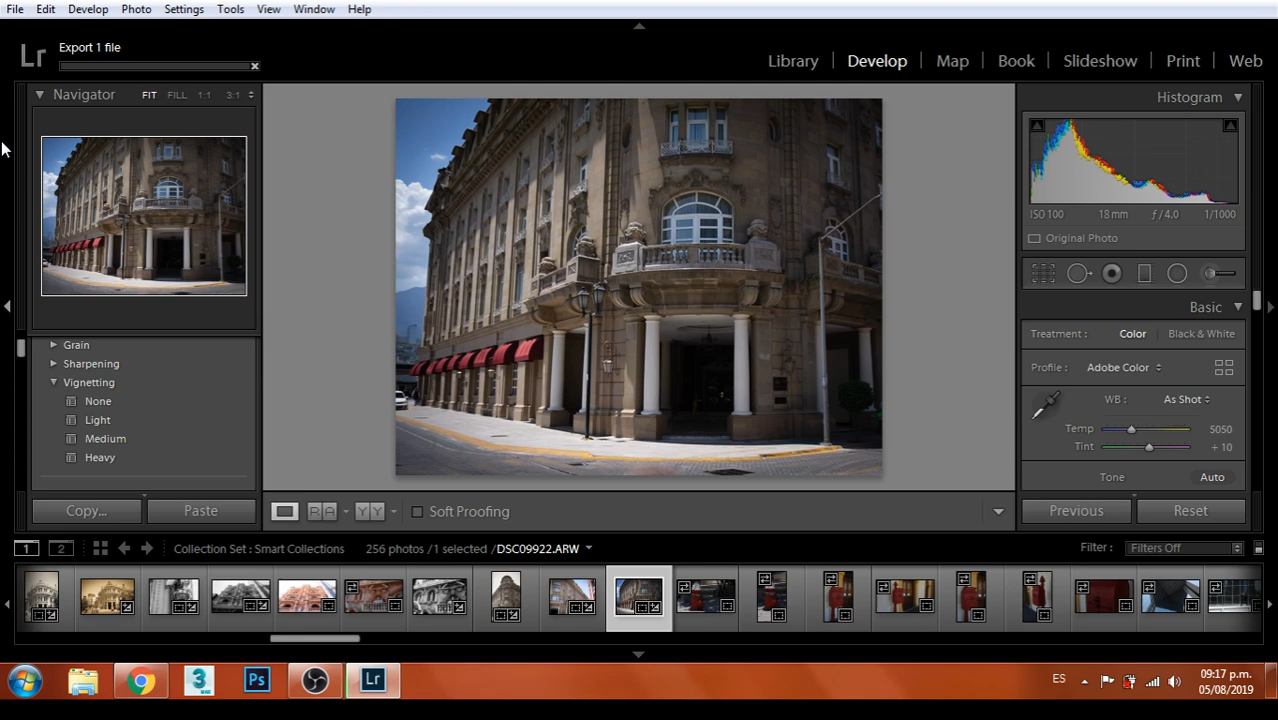 File Edit Develop Photo Settings Tools View Window Help
Lr
Export 1 file
Library Develop Map Book Slideshow Print Web
Navigator FIT FILL 1:1 3:1
Histogram
ISO 100 18 mm ƒ / 4.0 1/1000
Original Photo
Basic
Treatment : Color Black & White
Profile : Adobe Color
WB : As Shot
Temp 5050
Tint + 10
Tone Auto
Grain
Sharpening
Vignetting
None
Light
Medium
Heavy
Copy... Paste
R A Y Y Soft Proofing
Previous Reset
1 2 Collection Set : Smart Collections 256 photos / 1 selected / DSC09922.ARW
Filter : Filters Off
3 Ps Lr
ES
09:17 p.m.
05/08/2019